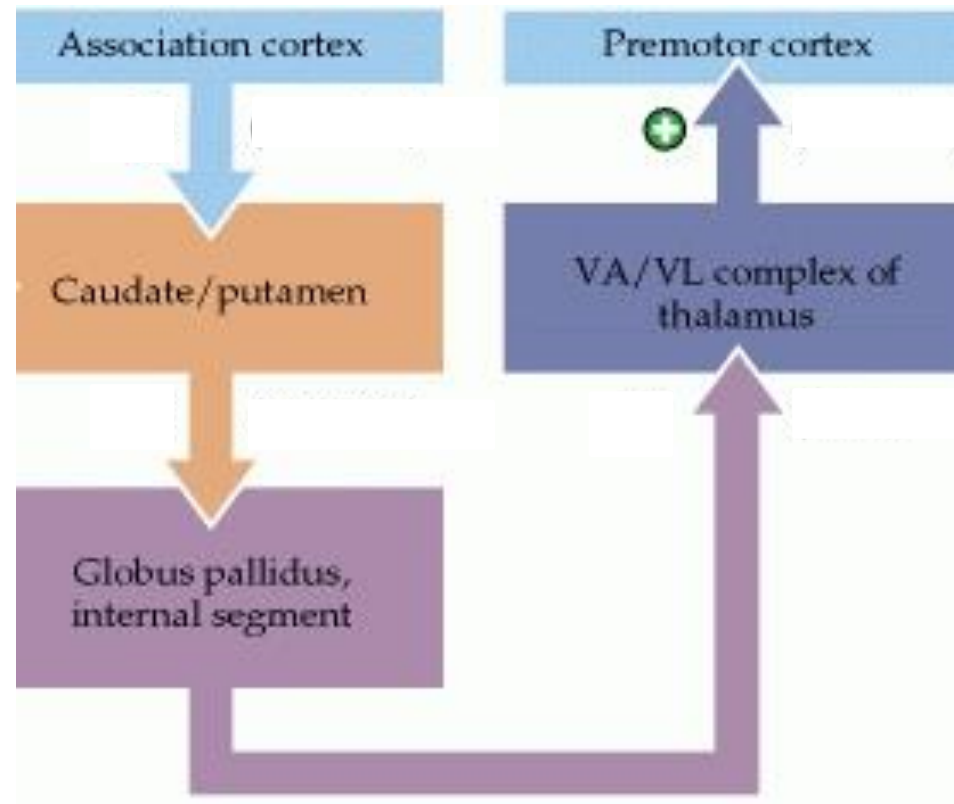 Association cortex
Premotor cortex
Caudate/putamen
VA/VL complex of
thalamus
Globus pallidus,
internal segment